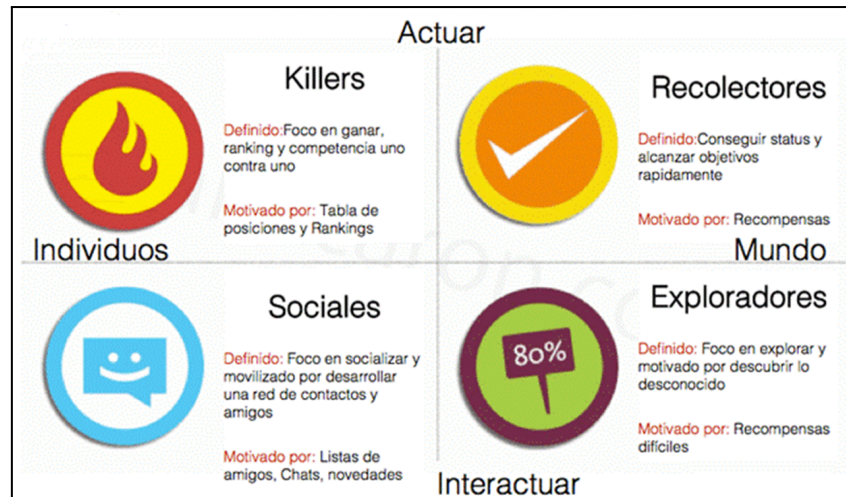 Actuar
Killers
Definido:Foco en ganar,
ranking y competencia uno
contra uno
Motivado por: Tabla de
posiciones y Rankings
Recolectores
Definido:Conseguir status y
alcanzar objetivos
rapidamente
Motivado por: Recompensas
Individuos
Mundo
Sociales
Definido: Foco en socializar y
movilizado por desarrollar
una red de contactos y
amigos
Motivado por: Listas de
amigos, Chats, novedades
Exploradores
80%
Definido: Foco en explorar y
motivado por descubrir lo
desconocido
Motivado por: Recompensas
difíciles
Interactuar